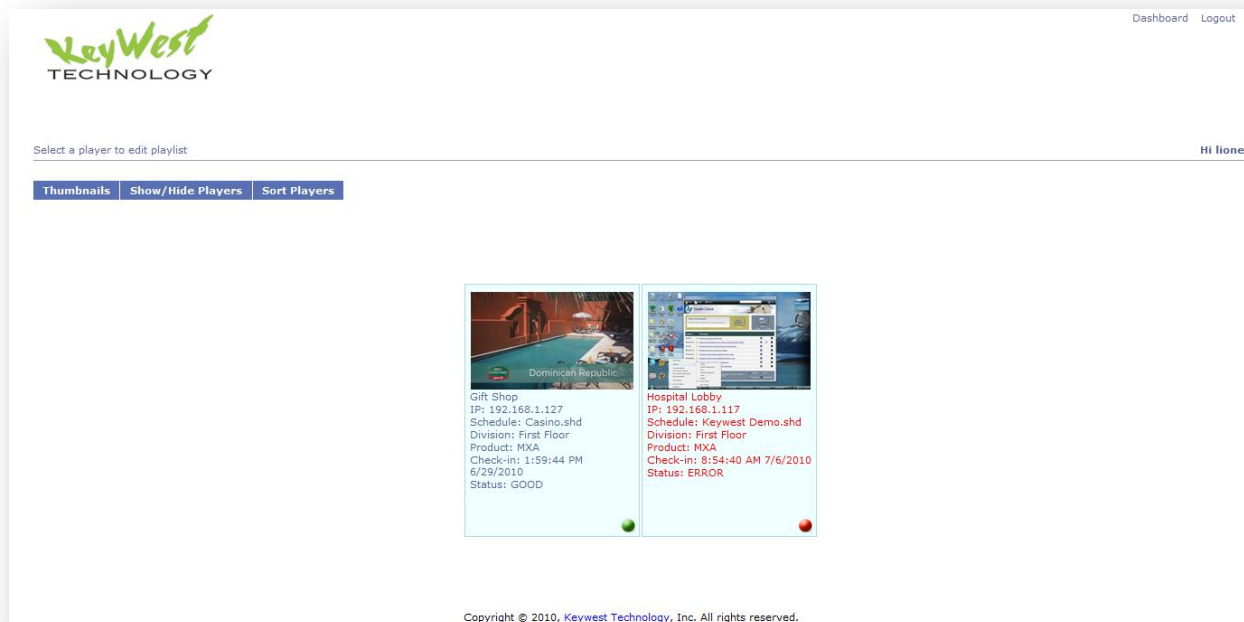 Dashboard Logout
KeyWest
TECHNOLOGY
Select a player to edit playlist
Hi lione
Thumbnails Show/Hide Players Sort Players
Dominican Republic
Gift Shop
IP: 192.168.1.127
Schedule: Casino.shd
Division: First Floor
Product: MXA
Check-in: 1:59:44 PM
6/29/2010
Status: GOOD
Hospital Lobby
IP: 192.168.1.117
Schedule: Keywest Demo.shd
Division: First Floor
Product: MXA
Check-in: 8:54:40 AM 7/6/2010
Status: ERROR
Copyright © 2010, Keywest Technology, Inc. All rights reserved.